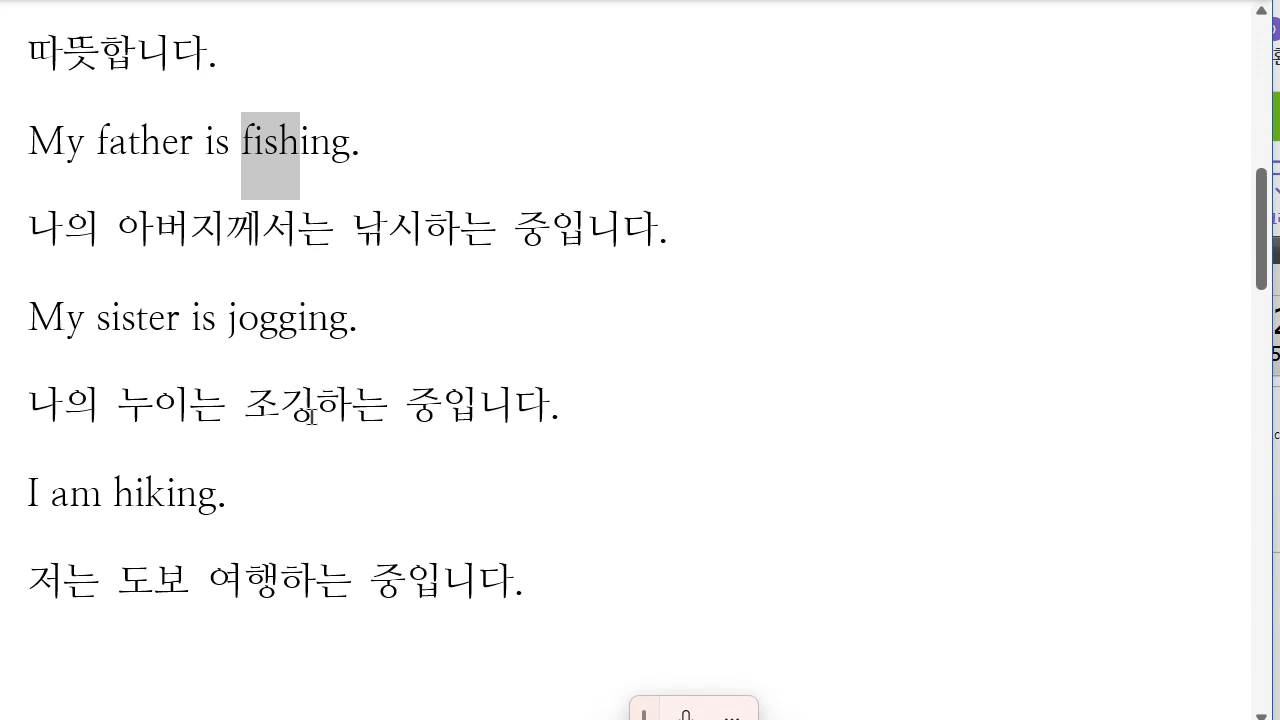 따뜻합니다.
My father is fishing.
나의 아버지께서는 낚시하는 중입니다.
My sister is jogging.
나의 누이는 조깅하는 중입니다.
I am hiking.
저는 도보 여행하는 중입니다.